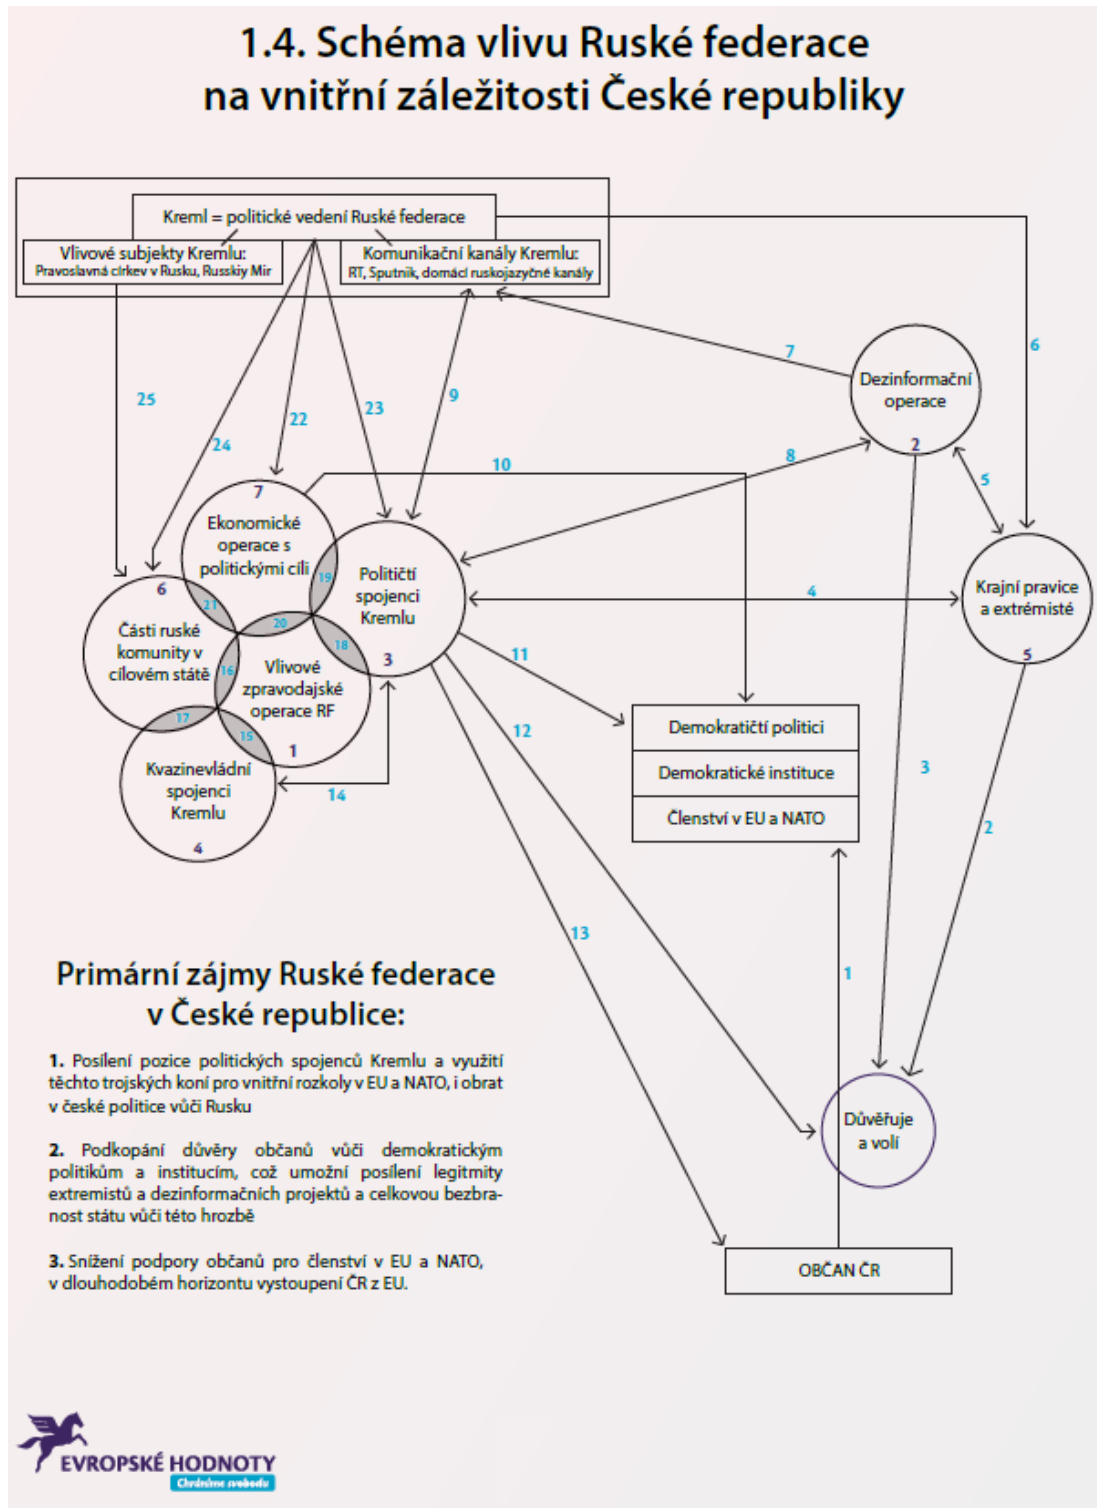 1.4. Schéma vlivu Ruské federace
na vnitřní záležitosti České republiky
Kreml = politické vedení Ruské federace
Vlivové subjekty Kremlu:
Pravoslavná církev v Rusku, Russkiy Mir
Komunikační kanály Kremlu:
RT, Sputnik, domácí ruskojazyčné kanály
25
24
22
23
9
7
6
Dezinformační
operace
2
8
5
10
7
Ekonomické
operace s
politickými cíli
19
Političtí
spojenci
Kremlu
3
4
Krajní pravice
a extrémisté
5
6
Části ruské
komunity v
cílovém státě
21
20
18
16
Vlivové
zpravodajské
operace RF
1
17
15
Kvazinevládní
spojenci
Kremlu
4
14
11
12
Demokratičtí politici
Demokratické instituce
Členství v EU a NATO
3
2
13
1
Důvěřuje
a volí
OBČAN ČR
Primární zájmy Ruské federace
v České republice:
1. Posílení pozice politických spojenců Kremlu a využití
těchto trojských koní pro vnitřní rozkoly v EU a NATO, i obrat
v české politice vůči Rusku
2. Podkopání důvěry občanů vůči demokratickým
politikům a institucím, což umožní posílení legitmity
extremistů a dezinformačních projektů a celkovou bezbra-
nost státu vůči této hrozbě
3. Snížení podpory občanů pro členství v EU a NATO,
v dlouhodobém horizontu vystoupení ČR z EU.
EVROPSKÉ HODNOTY
Chráníme svobodu